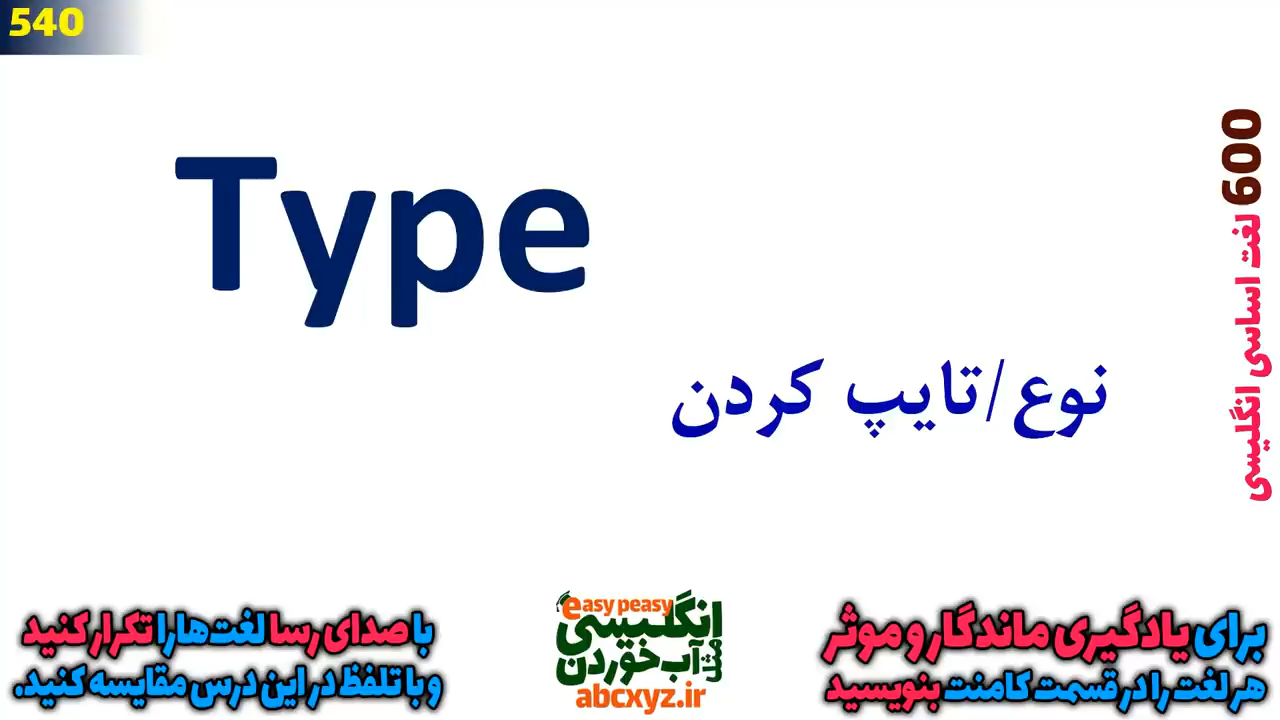 540
Type
نوع/تایپ کردن
600 لغت اساسی انگلیسی
برای یادگیری ماندگار و موثر
هر لغت را در قسمت کامنت بنویسید
easy peasy
انگلیسی
مثل
آب خوردن
abcxyz.ir
با صدای رسا لغت‌ها را تکرار کنید
و با تلفظ در این درس مقایسه کنید.